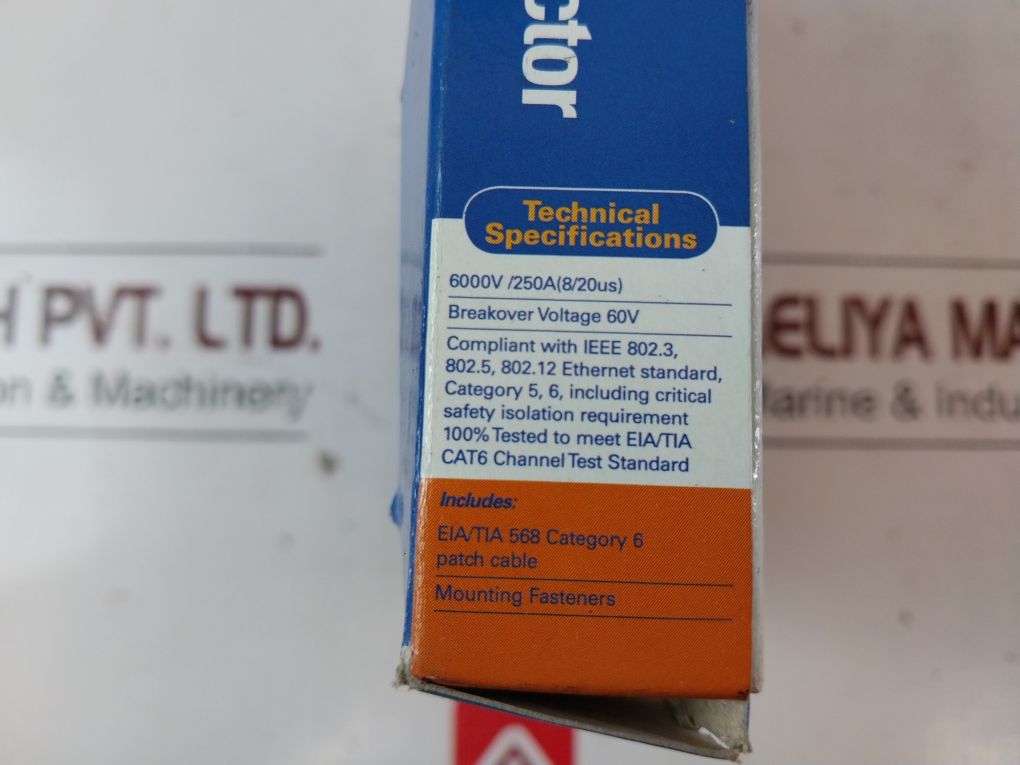 ctor
Technical
Specifications
6000V /250A(8/20us)
Breakover Voltage 60V
Compliant with IEEE 802.3,
802.5, 802.12 Ethernet standard,
Category 5, 6, including critical
safety isolation requirement
100% Tested to meet EIA/TIA
CAT6 Channel Test Standard
Includes:
EIA/TIA 568 Category 6
patch cable
Mounting Fasteners
H PVT. LTD.
on & Machinery
ELIYA MA
arine & Indu